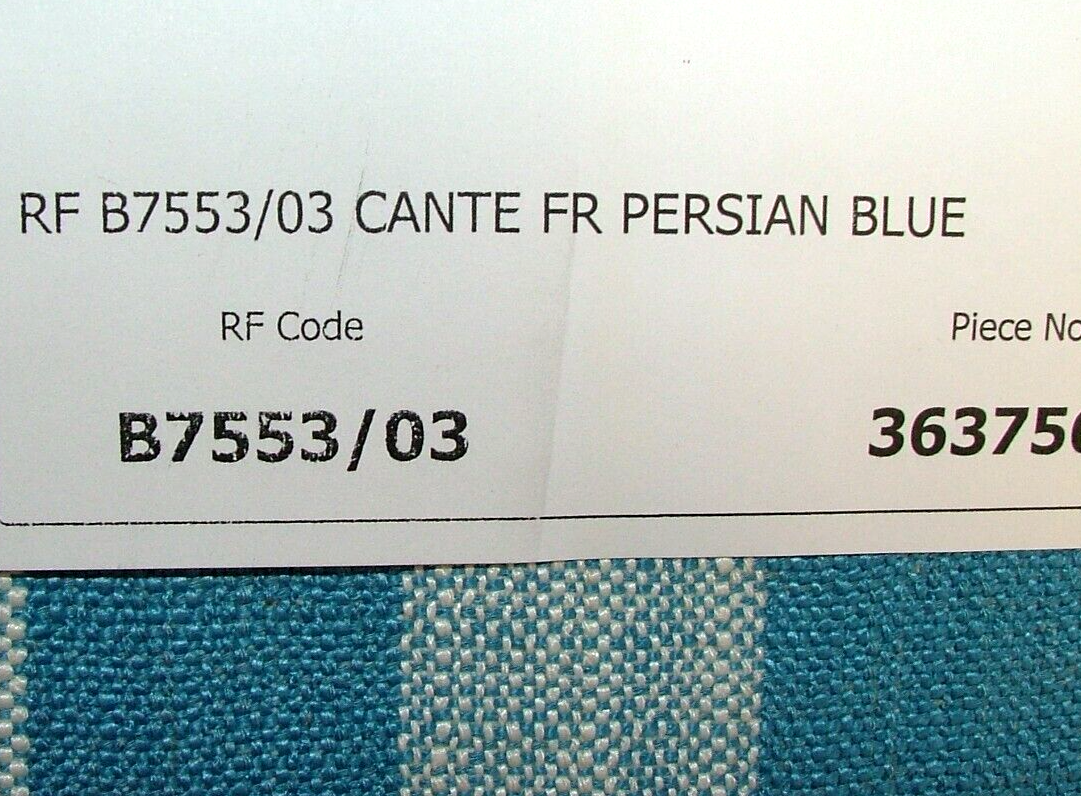 RF B7553/03 CANTE FR PERSIAN BLUE
RF Code
Piece No
B7553/03
36375